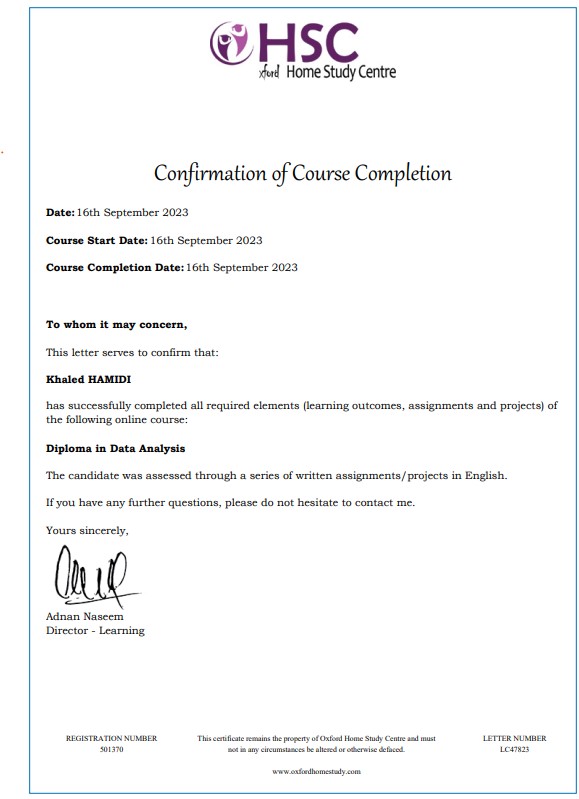 HSC
xford Home Study Centre
Confirmation of Course Completion
Date: 16th September 2023
Course Start Date: 16th September 2023
Course Completion Date: 16th September 2023
To whom it may concern,
This letter serves to confirm that:
Khaled HAMIDI
has successfully completed all required elements (learning outcomes, assignments and projects) of
the following online course:
Diploma in Data Analysis
The candidate was assessed through a series of written assignments/projects in English.
If you have any further questions, please do not hesitate to contact me.
Yours sincerely,
Adnan Naseem
Director - Learning
REGISTRATION NUMBER
501370
This certificate remains the property of Oxford Home Study Centre and must
not in any circumstances be altered or otherwise defaced.
LETTER NUMBER
LC47823
www.oxfordhomestudy.com